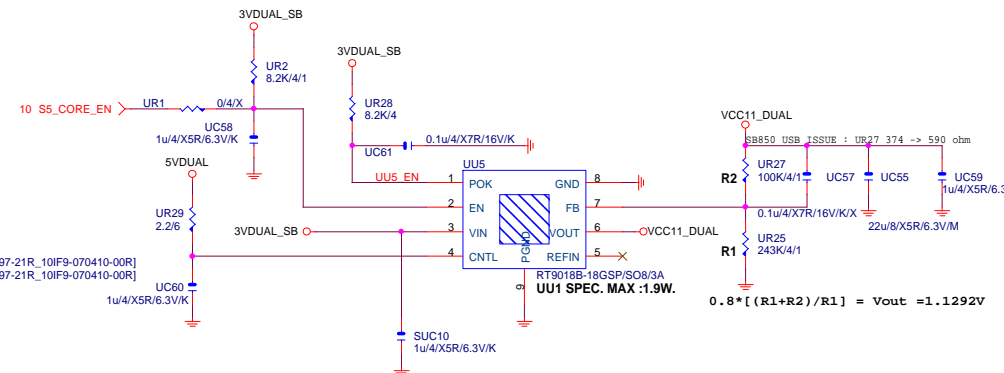 3VDUAL_SB
UR2
8.2K/4/1
3VDUAL_SB
10 S5_CORE_EN
UR1
0/4/X
UR28
8.2K/4
UC58
1u/4/X5R/6.3V/K
5VDUAL
UC61
0.1u/4/X7R/16V/K
UU5_EN
UU5
1 POK
GND 8
2 EN
FB 7
3 VIN
VOUT 6
4 CNTL
REFIN 5
PGND
9
3VDUAL_SB
VCC11_DUAL
RT9018B-18GSP/SO8/3A
UU1 SPEC. MAX :1.9W.
UR29
2.2/6
97-21R_10IF9-070410-00R]
97-21R_10IF9-070410-00R]
UC60
1u/4/X5R/6.3V/K
SUC10
1u/4/X5R/6.3V/K
VCC11_DUAL
SB850 USB ISSUE : UR27 374 -> 590 ohm
R2
UR27
100K/4/1
UC57
UC55
UC59
1u/4/X5R/6.3
0.1u/4/X7R/16V/K/X
22u/8/X5R/6.3V/M
R1
UR25
243K/4/1
0.8*[(R1+R2)/R1] = Vout =1.1292V